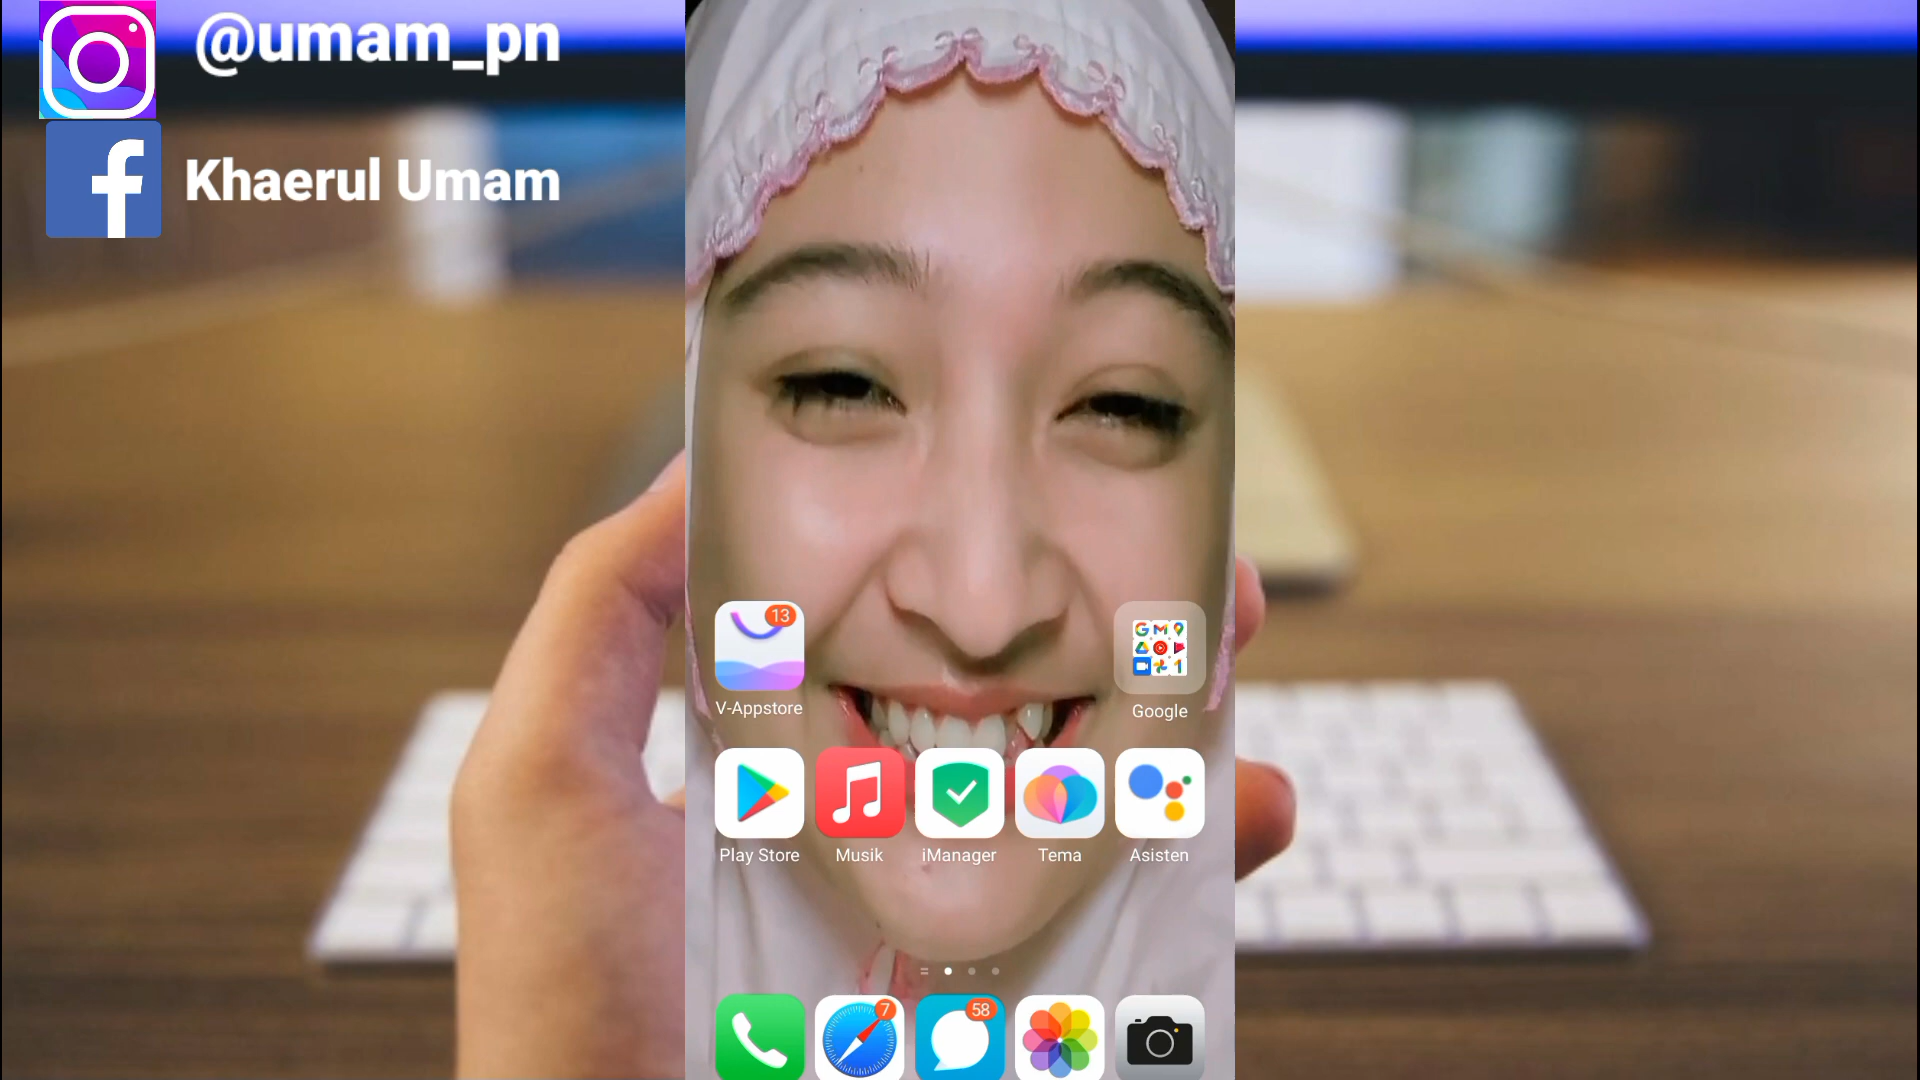 @umam_pn
Khaerul Umam
13
V-Appstore
Google
Play Store
Musik
iManager
Tema
Asisten
7
58